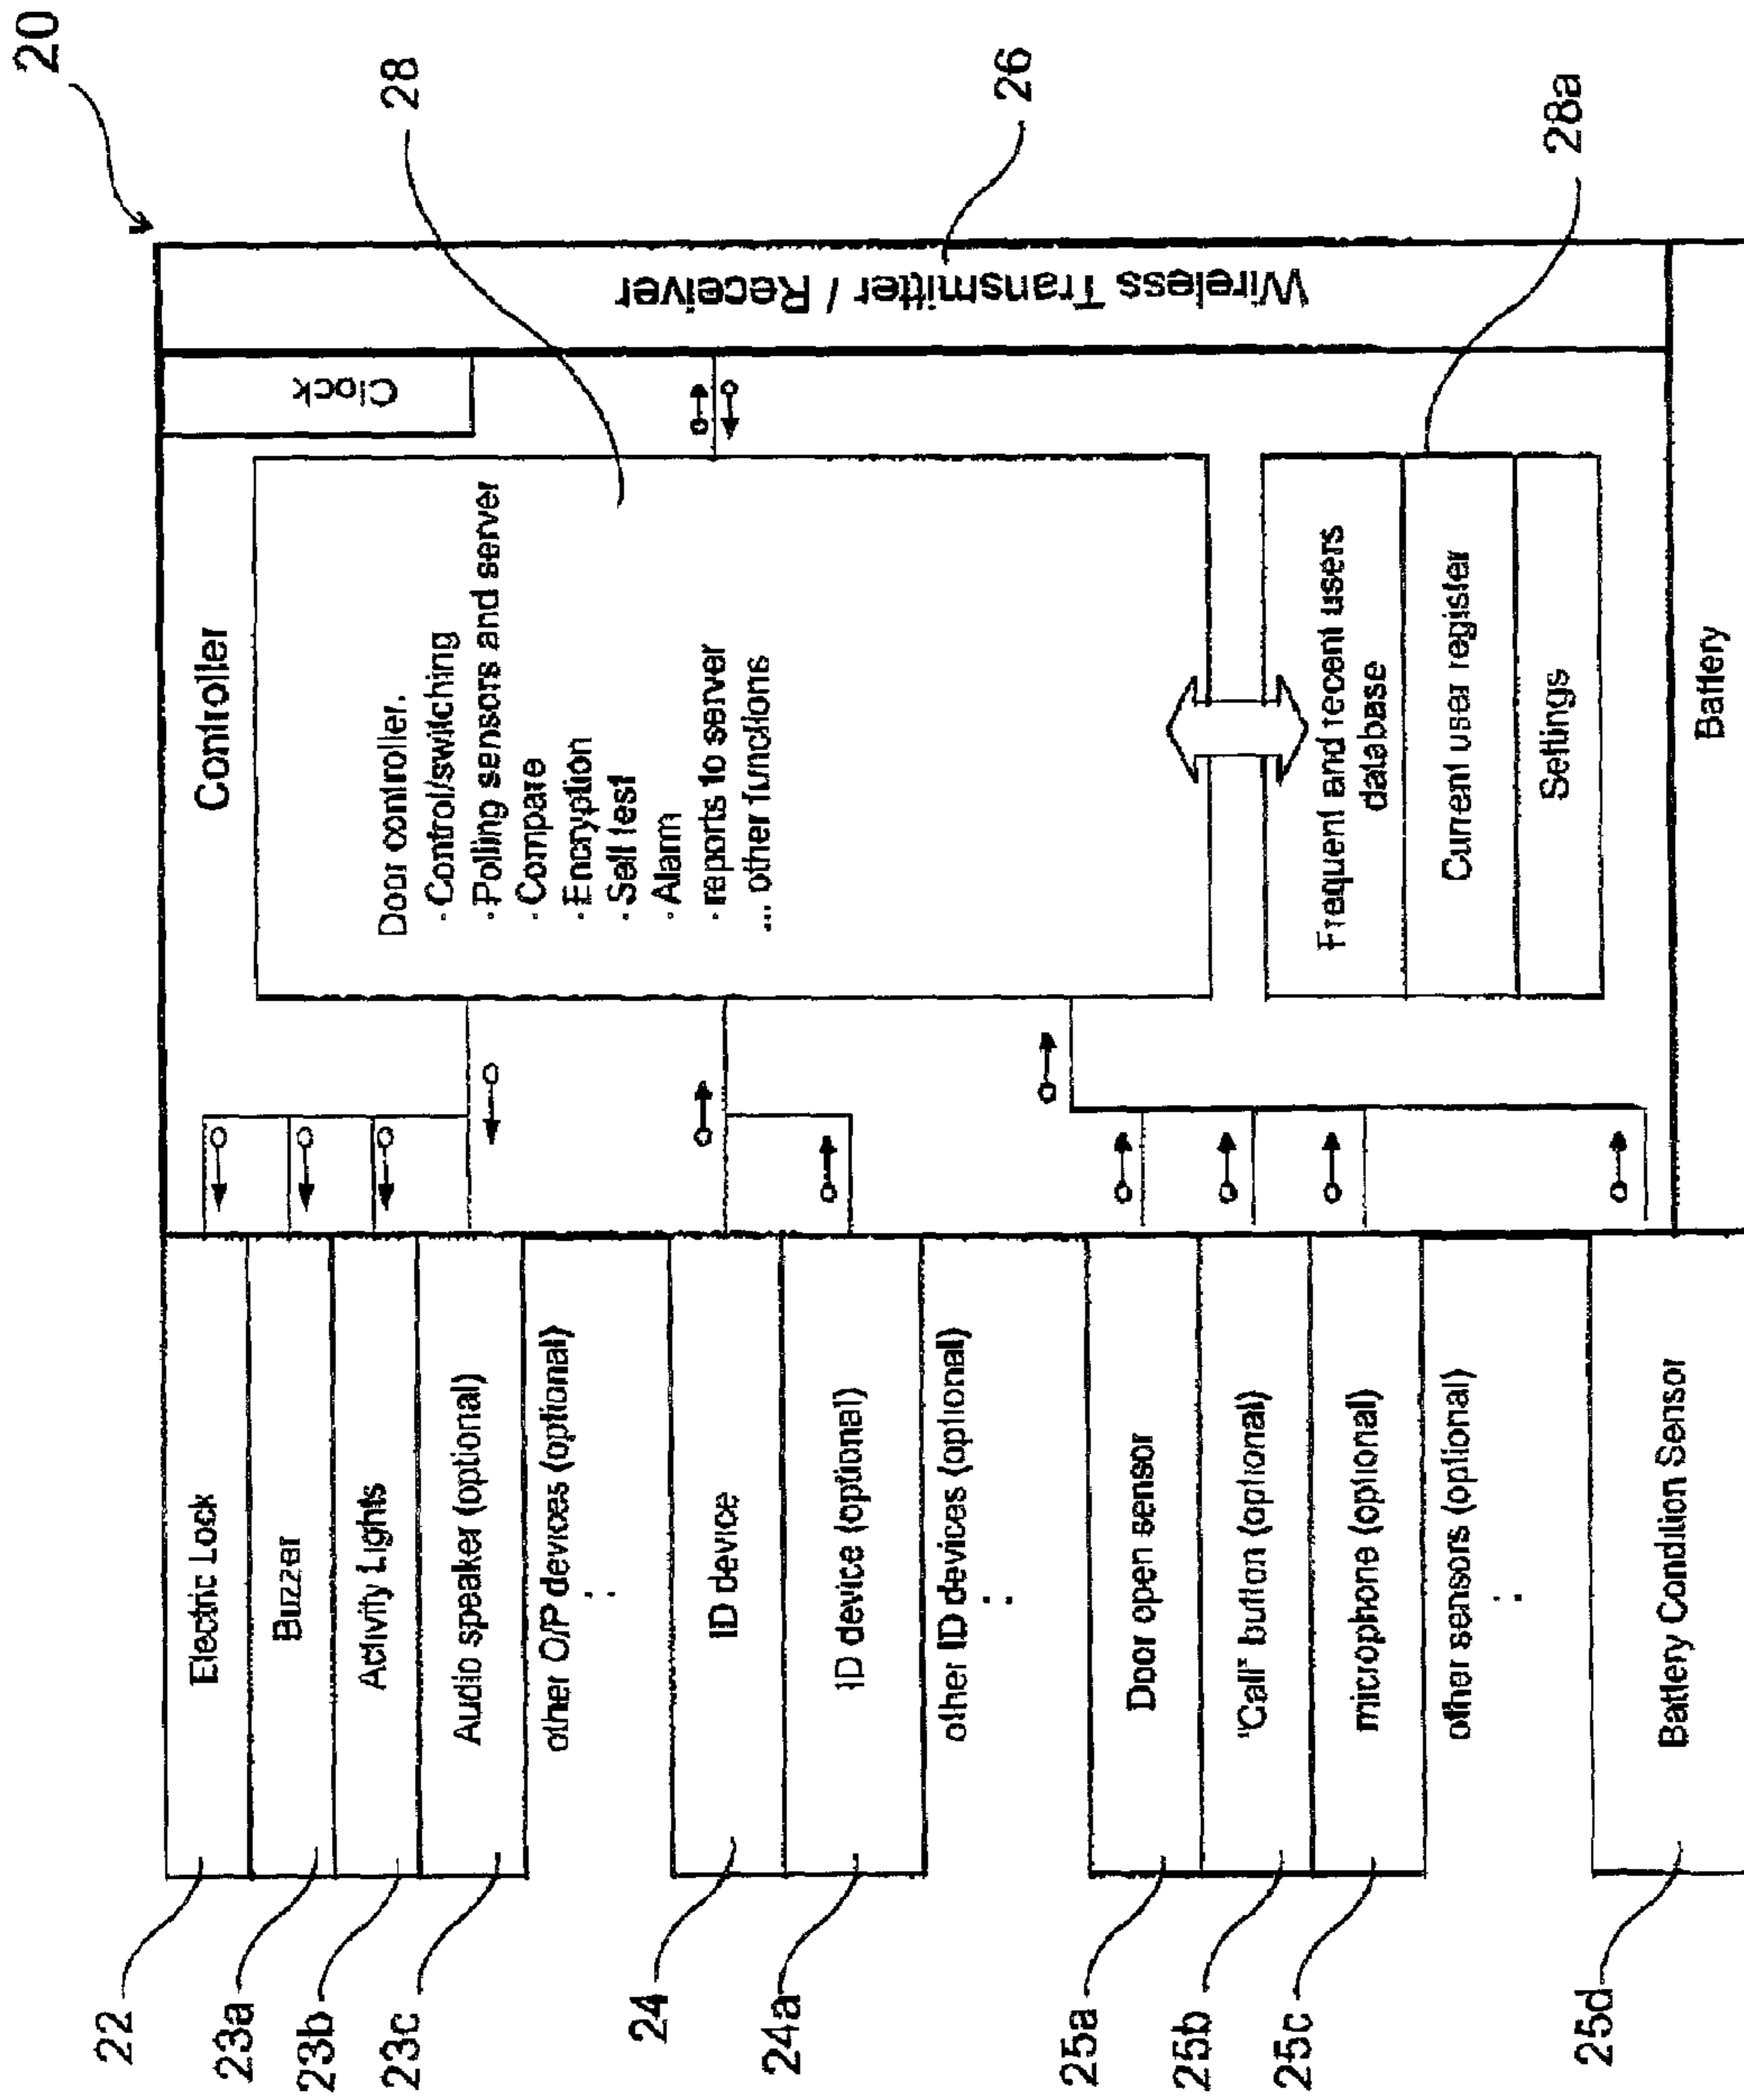 20
22
Electric Lock
23a
Buzzer
23b
Activity Lights
23c
Audio speaker (optional)
other O/P devices (optional)
:
24
ID device
24a
ID device (optional)
other ID devices (optional)
:
25a
Door open sensor
25b
"Call" button (optional)
25c
microphone (optional)
other sensors (optional)
:
25d
Battery Condition Sensor
Controller
28
Door controller.
· Control/switching
· Polling sensors and server
· Compare
· Encryption
· Self test
· Alarm
· reports to server
... other functions
28a
Frequent and recent users
database
Current user register
Settings
Battery
Clock
Wireless Transmitter / Receiver
26